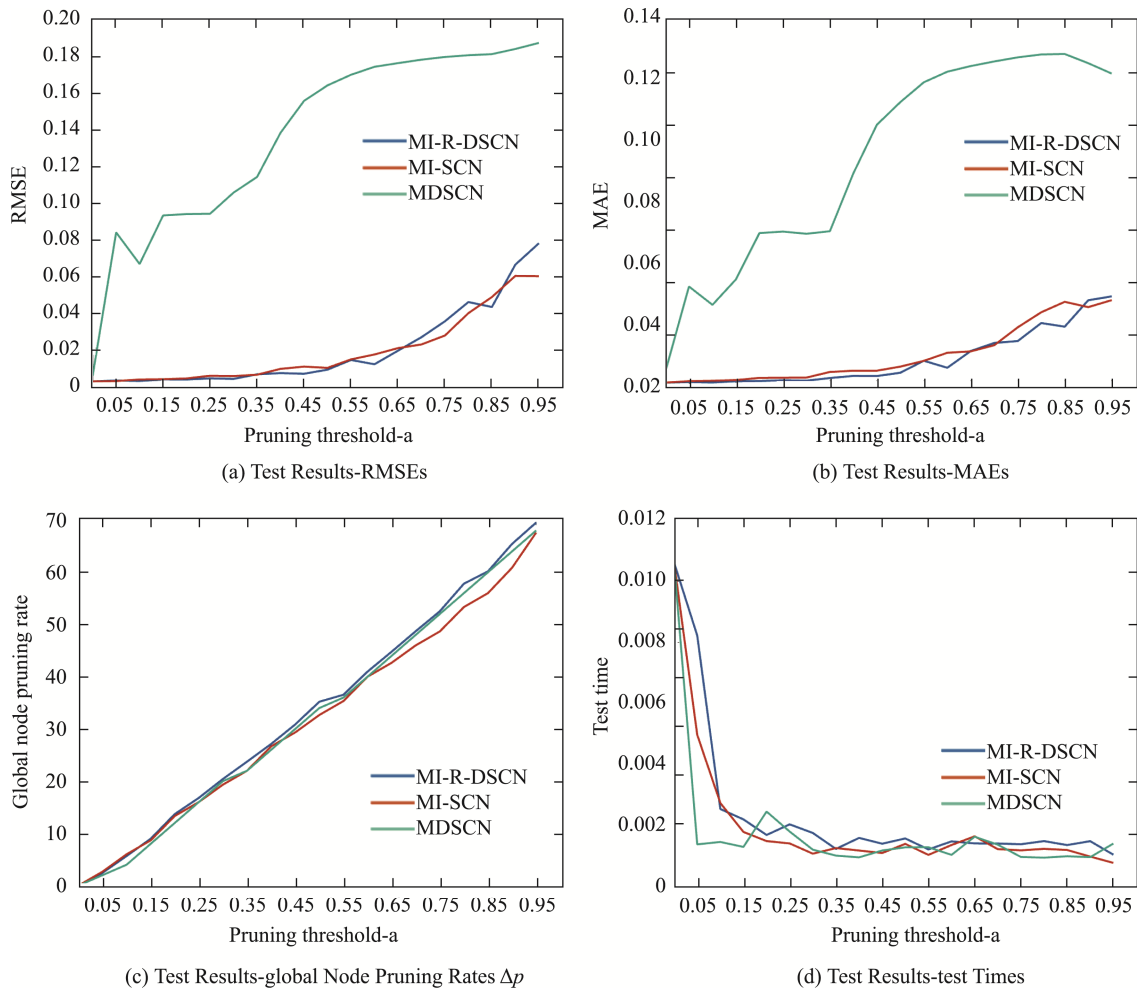 0.20
0.18
0.16
0.14
0.12
0.10
0.08
0.06
0.04
0.02
0
RMSE
MI-R-DSCN
MI-SCN
MDSCN
0.05 0.15 0.25 0.35 0.45 0.55 0.65 0.75 0.85 0.95
Pruning threshold-a
(a) Test Results-RMSEs
0.14
0.12
0.10
0.08
0.06
0.04
0.02
MAE
MI-R-DSCN
MI-SCN
MDSCN
0.05 0.15 0.25 0.35 0.45 0.55 0.65 0.75 0.85 0.95
Pruning threshold-a
(b) Test Results-MAEs
70
60
50
40
30
20
10
0
Global node pruning rate
MI-R-DSCN
MI-SCN
MDSCN
0.05 0.15 0.25 0.35 0.45 0.55 0.65 0.75 0.85 0.95
Pruning threshold-a
(c) Test Results-global Node Pruning Rates Δp
0.012
0.010
0.008
0.006
0.004
0.002
0
Test time
MI-R-DSCN
MI-SCN
MDSCN
0.05 0.15 0.25 0.35 0.45 0.55 0.65 0.75 0.85 0.95
Pruning threshold-a
(d) Test Results-test Times